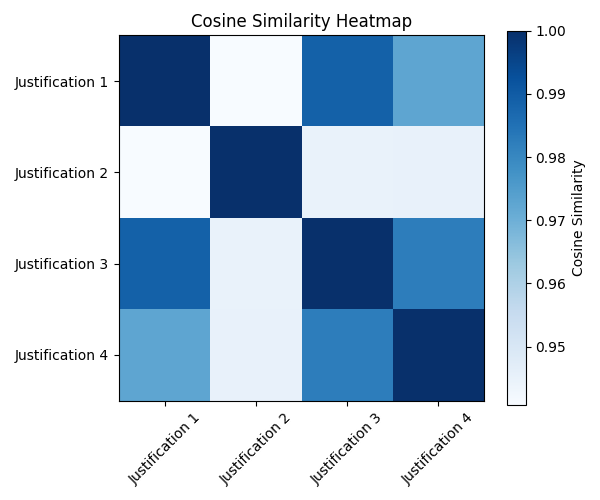 Cosine Similarity Heatmap
Justification 1
Justification 2
Justification 3
Justification 4
Justification 1
Justification 2
Justification 3
Justification 4
1.00
0.99
0.98
0.97
0.96
0.95
Cosine Similarity